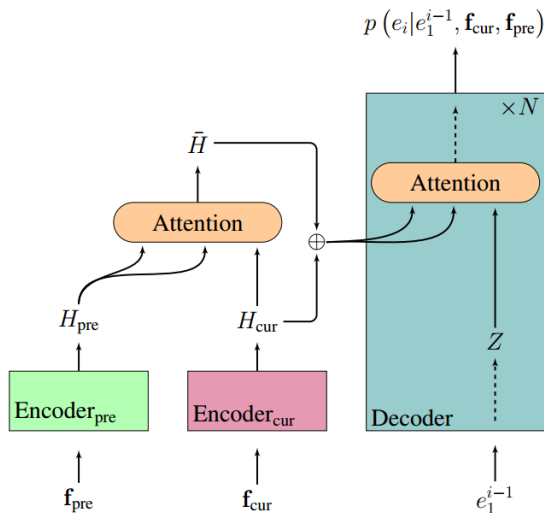 p (e_i|e_1^{i-1}, f_cur, f_pre)
×N
H̄
Attention
Attention
H_pre
H_cur
Z
Encoder_pre
Encoder_cur
Decoder
f_pre
f_cur
e_1^{i-1}